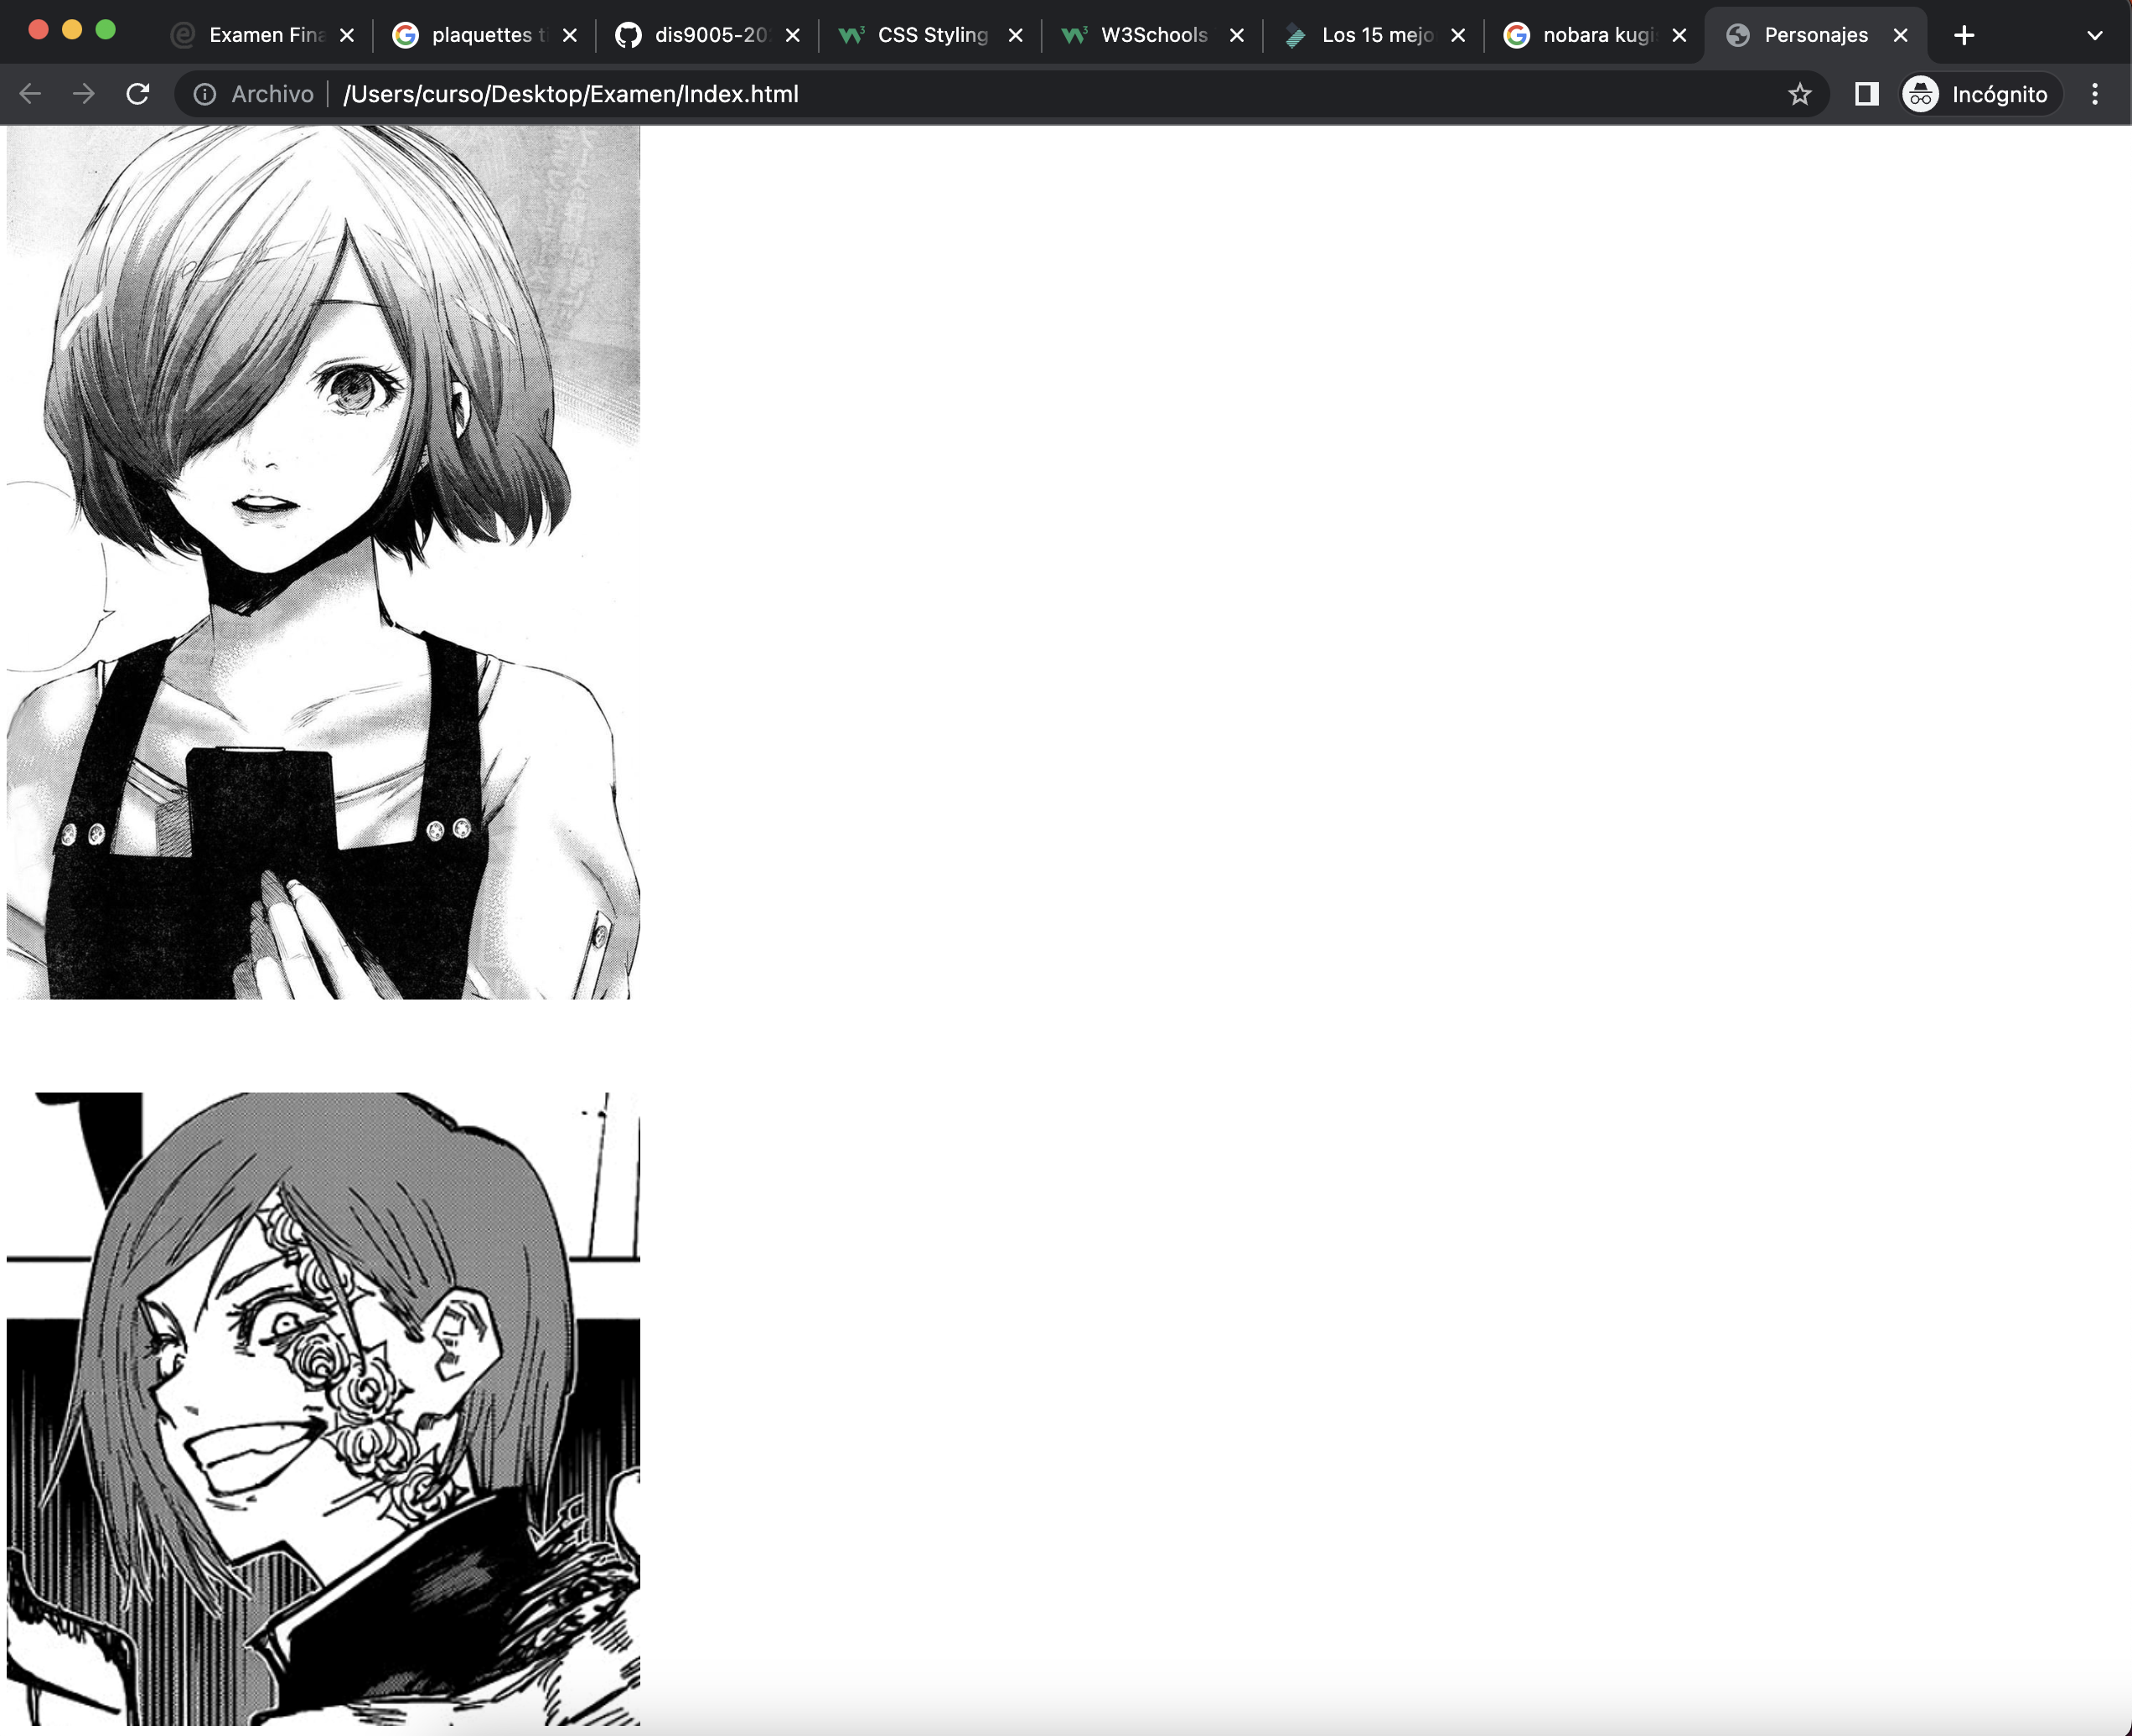 Examen Fina
plaquettes t
dis9005-20
CSS Styling
W3Schools
Los 15 mejo
nobara kugi
Personajes
Archivo
/Users/curso/Desktop/Examen/Index.html
Incógnito